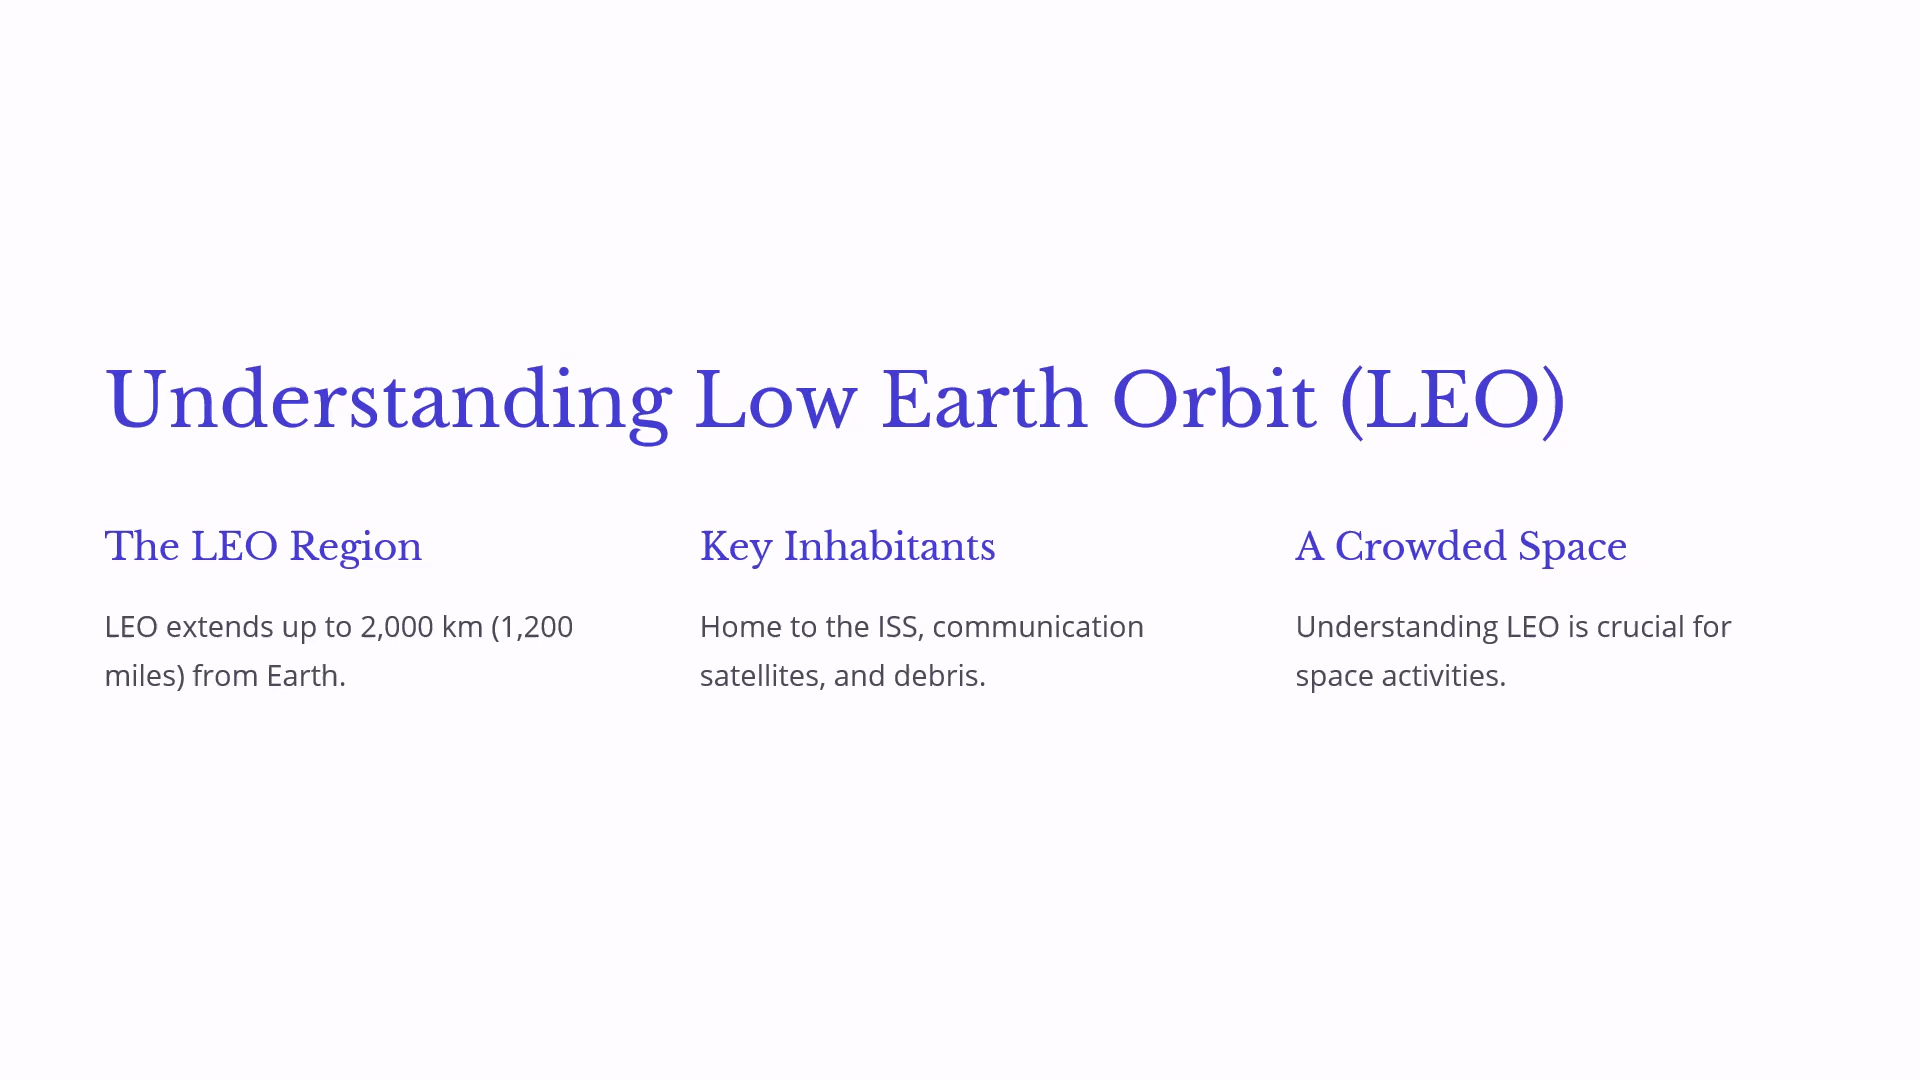 Understanding Low Earth Orbit (LEO)
The LEO Region
LEO extends up to 2,000 km (1,200
miles) from Earth.
Key Inhabitants
Home to the ISS, communication
satellites, and debris.
A Crowded Space
Understanding LEO is crucial for
space activities.